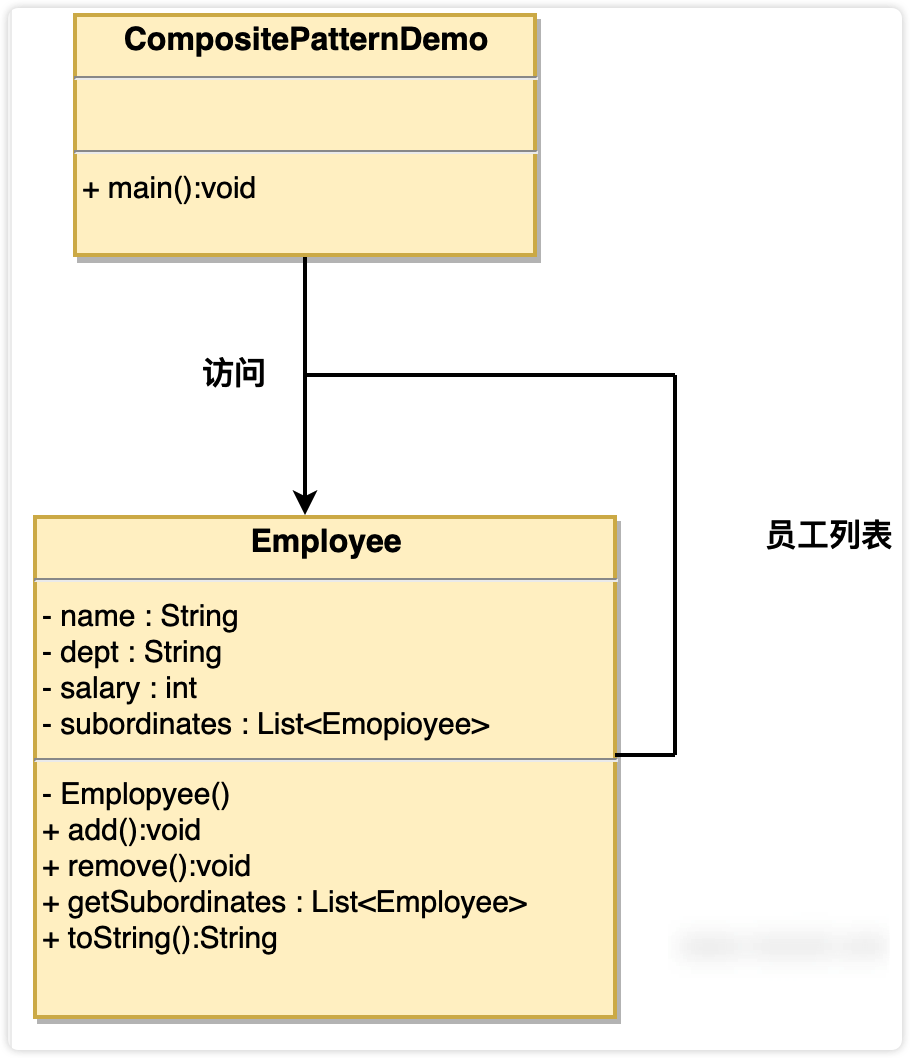 CompositePatternDemo
+ main():void
访问
员工列表
Employee
- name : String
- dept : String
- salary : int
- subordinates : List<Emopioyee>
- Emplopyee()
+ add():void
+ remove():void
+ getSubordinates : List<Employee>
+ toString():String